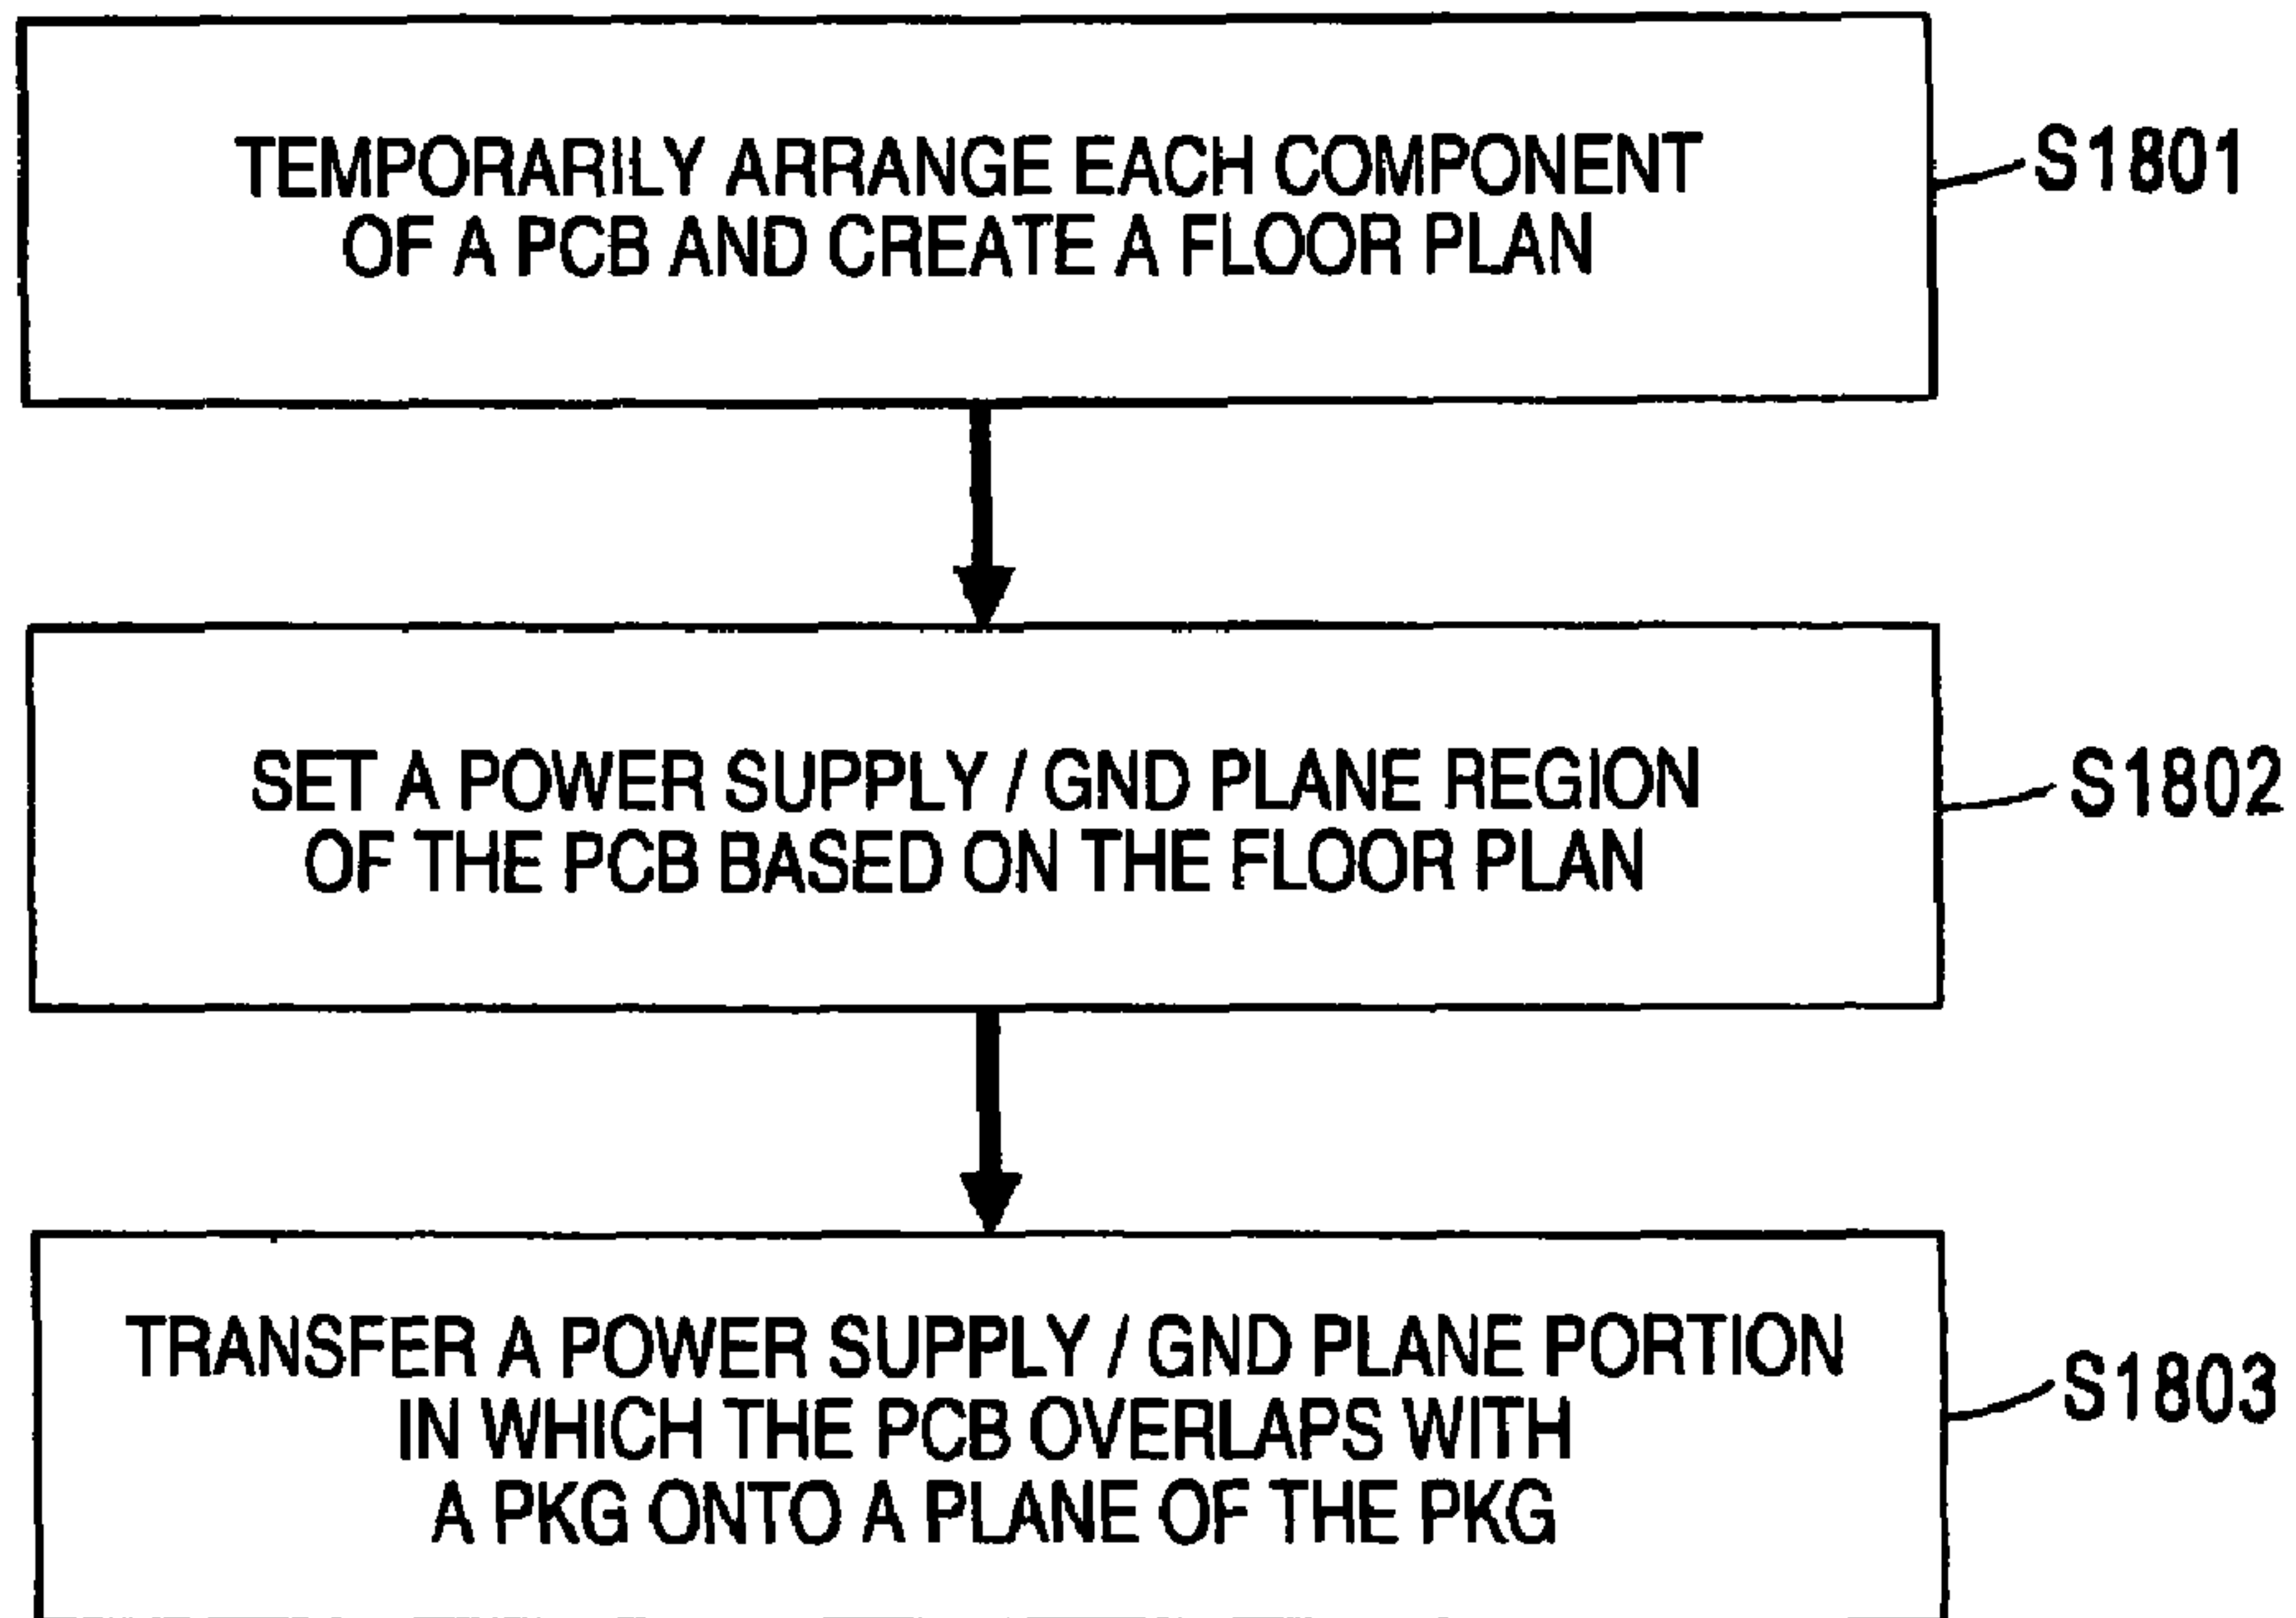 TEMPORARILY ARRANGE EACH COMPONENT
OF A PCB AND CREATE A FLOOR PLAN
S1801
SET A POWER SUPPLY / GND PLANE REGION
OF THE PCB BASED ON THE FLOOR PLAN
S1802
TRANSFER A POWER SUPPLY / GND PLANE PORTION
IN WHICH THE PCB OVERLAPS WITH
A PKG ONTO A PLANE OF THE PKG
S1803